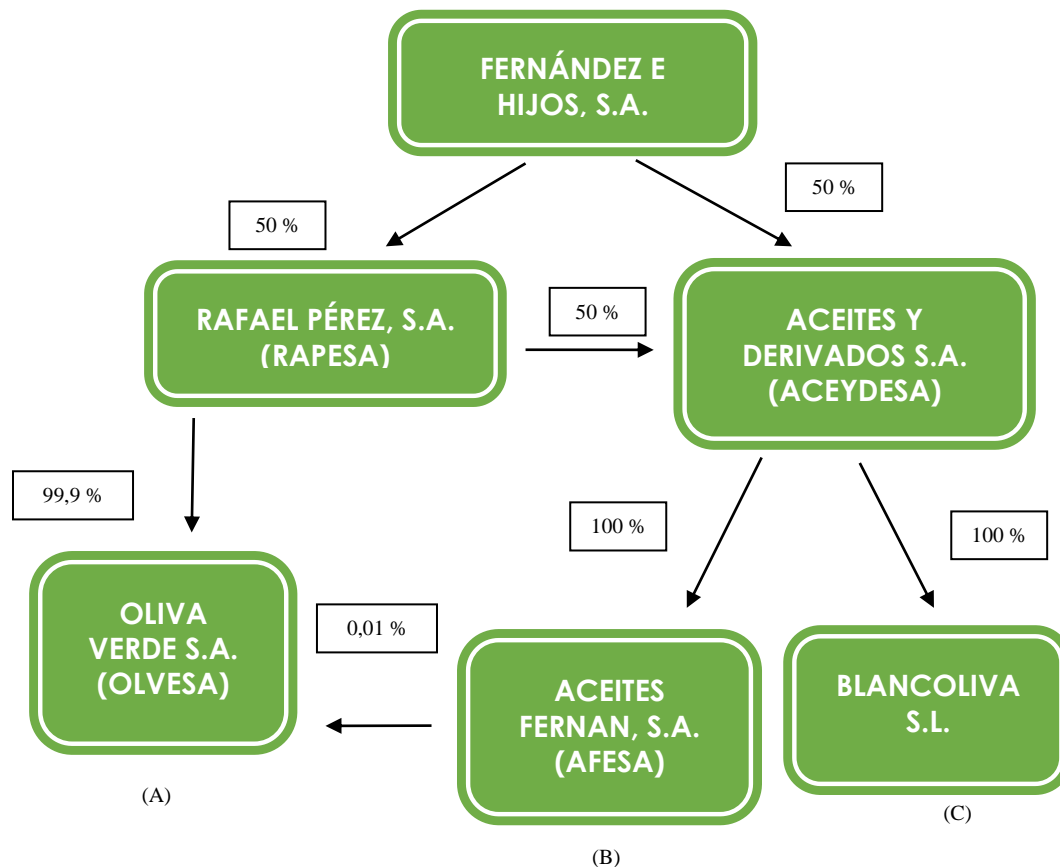 FERNÁNDEZ E
HIJOS, S.A.
50 %
50 %
RAFAEL PÉREZ, S.A.
(RAPESA)
50 %
ACEITES Y
DERIVADOS S.A.
(ACEYDESA)
99,9 %
100 %
100 %
OLIVA
VERDE S.A.
(OLVESA)
0,01 %
ACEITES
FERNAN, S.A.
(AFESA)
BLANCOLIVA
S.L.
(A)
(B)
(C)